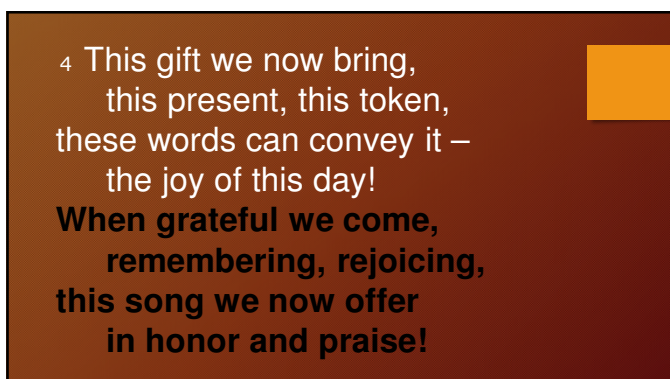 4 This gift we now bring,
this present, this token,
these words can convey it –
the joy of this day!
When grateful we come,
remembering, rejoicing,
this song we now offer
in honor and praise!